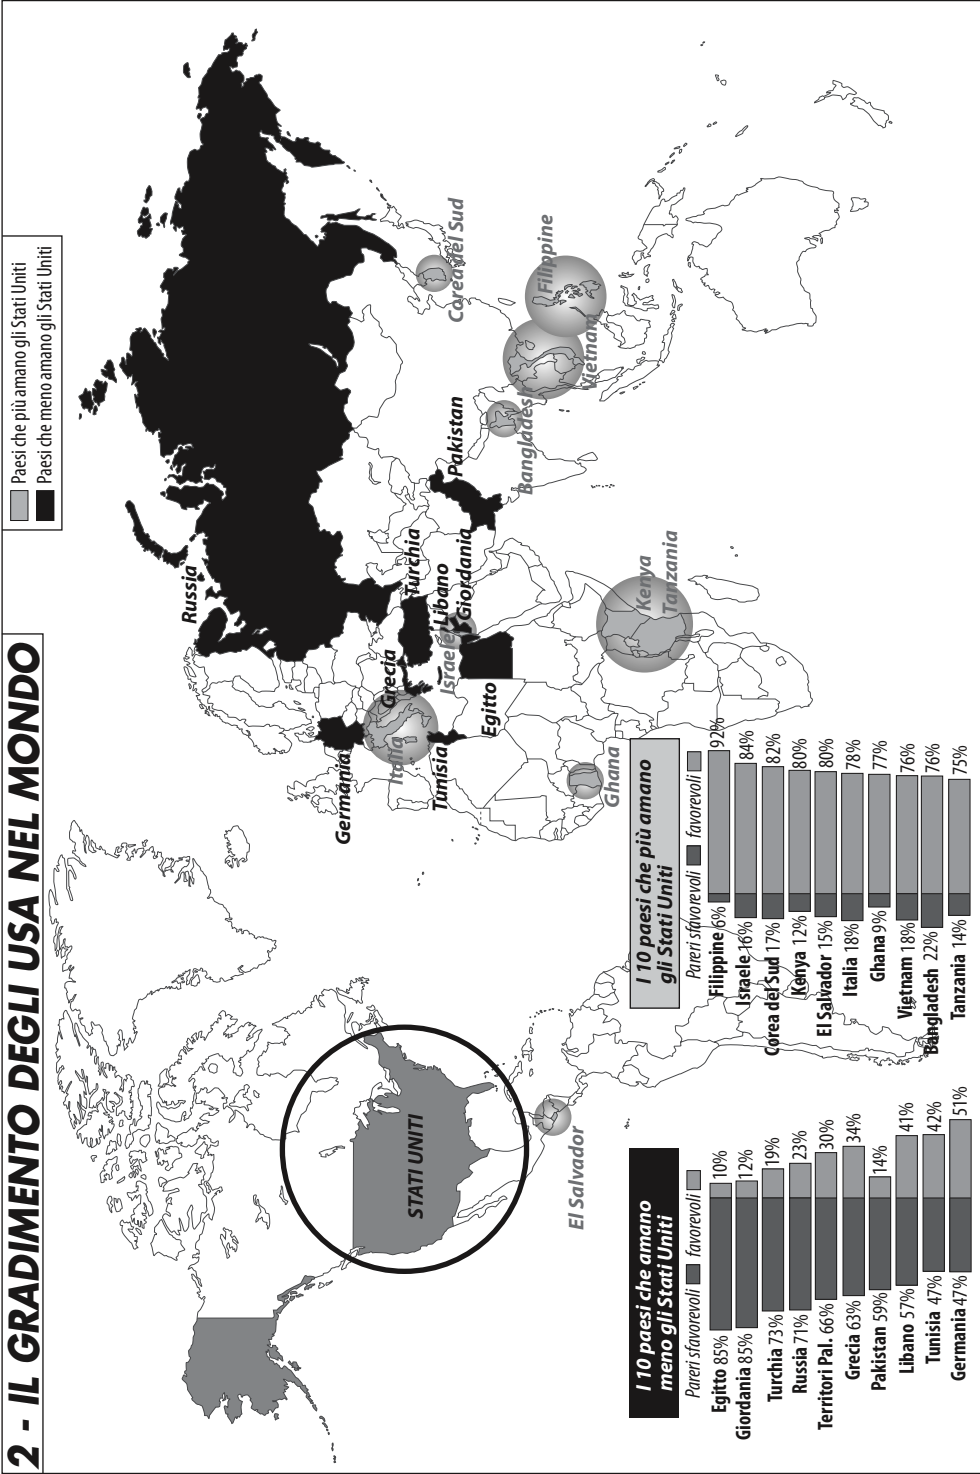 2 - IL GRADIMENTO DEGLI USA NEL MONDO
Paesi che più amano gli Stati Uniti
Paesi che meno amano gli Stati Uniti
Russia
Germania
Italia
Grecia
Turchia
Tunisia
Israele
Libano
Giordania
Egitto
Pakistan
Bangladesh
Vietnam
Filippine
Corea del Sud
Kenya
Tanzania
Ghana
STATI UNITI
El Salvador
I 10 paesi che amano
meno gli Stati Uniti
Pareri sfavorevoli favorevoli
Egitto 85% 10%
Giordania 85% 12%
Turchia 73% 19%
Russia 71% 23%
Territori Pal. 66% 30%
Grecia 63% 34%
Pakistan 59% 14%
Libano 57% 41%
Tunisia 47% 42%
Germania 47% 51%
I 10 paesi che più amano
gli Stati Uniti
Pareri sfavorevoli favorevoli
Filippine 6% 92%
Israele 16% 84%
Corea del Sud 17% 82%
Kenya 12% 80%
El Salvador 15% 80%
Italia 18% 78%
Ghana 9% 77%
Vietnam 18% 76%
Bangladesh 22% 76%
Tanzania 14% 75%